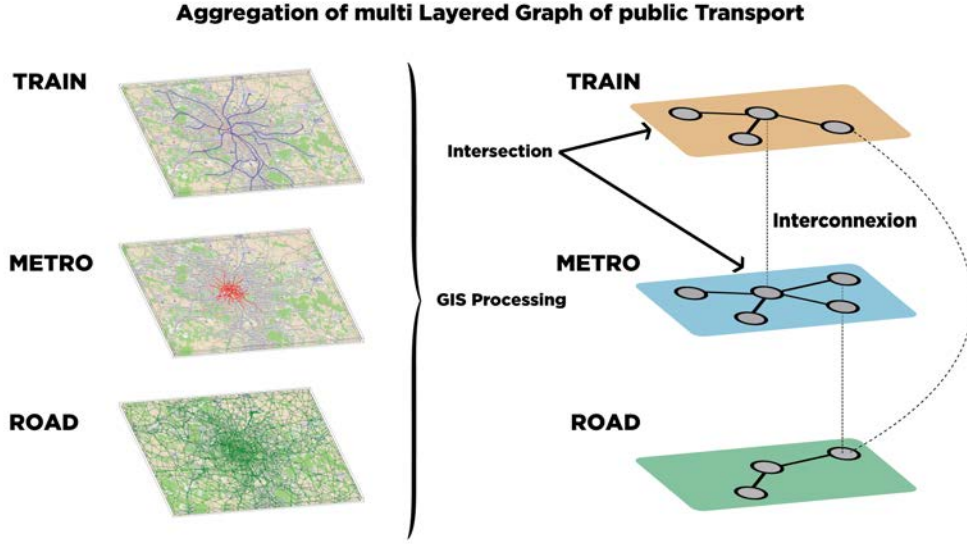 Aggregation of multi Layered Graph of public Transport
TRAIN
TRAIN
Intersection
Interconnexion
METRO
METRO
GIS Processing
ROAD
ROAD